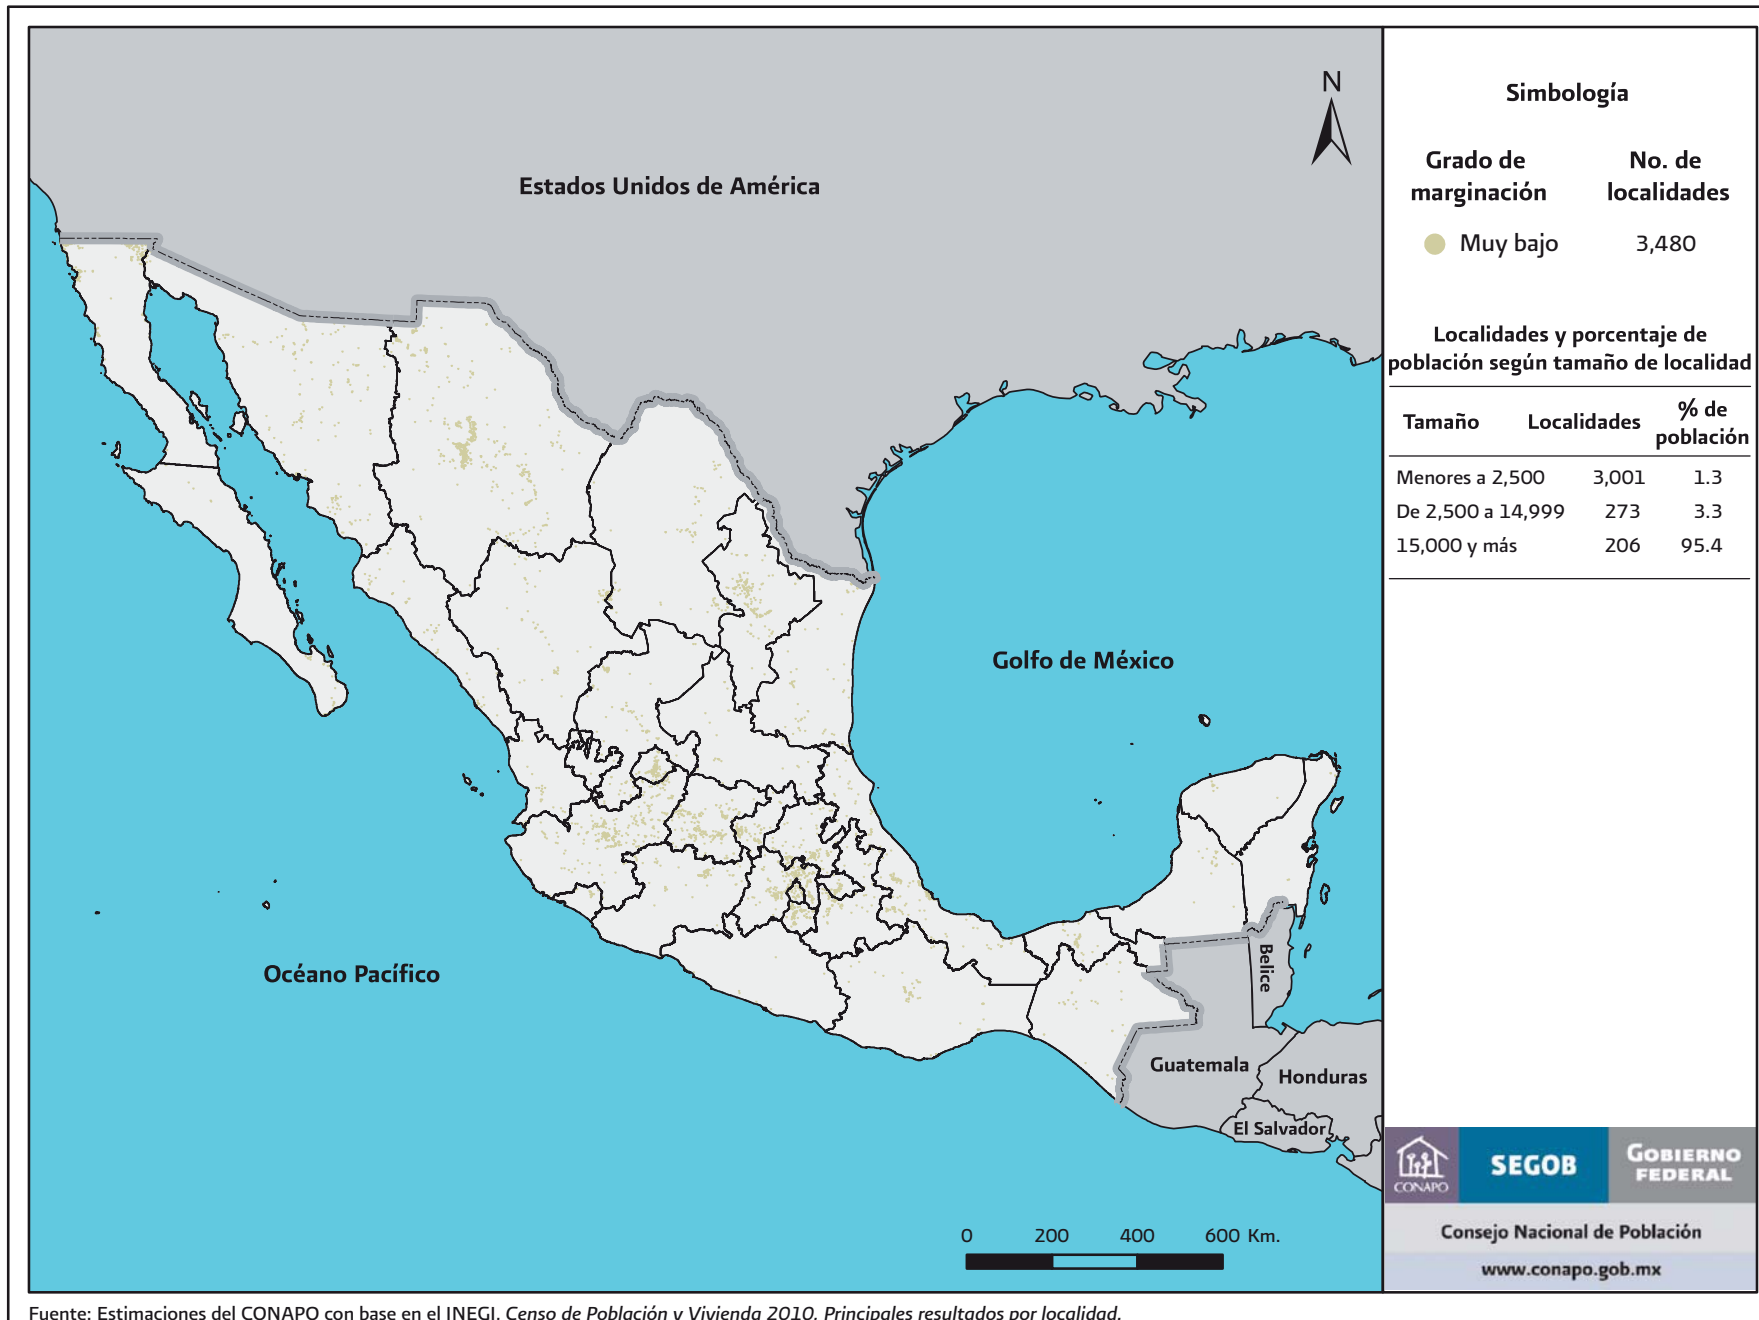 N
Estados Unidos de América
Golfo de México
Océano Pacífico
Belice
Guatemala
Honduras
El Salvador
0 200 400 600 Km.
Simbología
Grado de marginación
No. de localidades
Muy bajo 3,480
Localidades y porcentaje de
población según tamaño de localidad
Tamaño Localidades % de población
Menores a 2,500 3,001 1.3
De 2,500 a 14,999 273 3.3
15,000 y más 206 95.4
CONAPO
SEGOB
GOBIERNO
FEDERAL
Consejo Nacional de Población
www.conapo.gob.mx
Fuente: Estimaciones del CONAPO con base en el INEGI, Censo de Población y Vivienda 2010, Principales resultados por localidad.